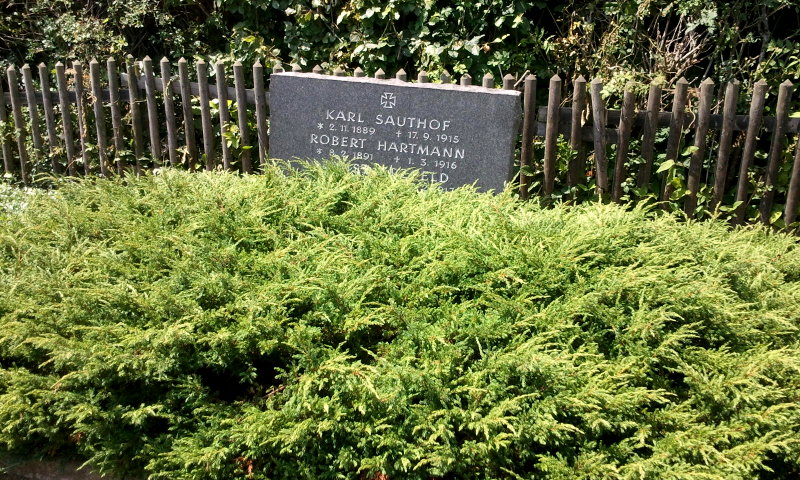 KARL SAUTHOF
* 2. 11. 1889 † 17. 9. 1915
ROBERT HARTMANN
1891 † 1. 3. 1916